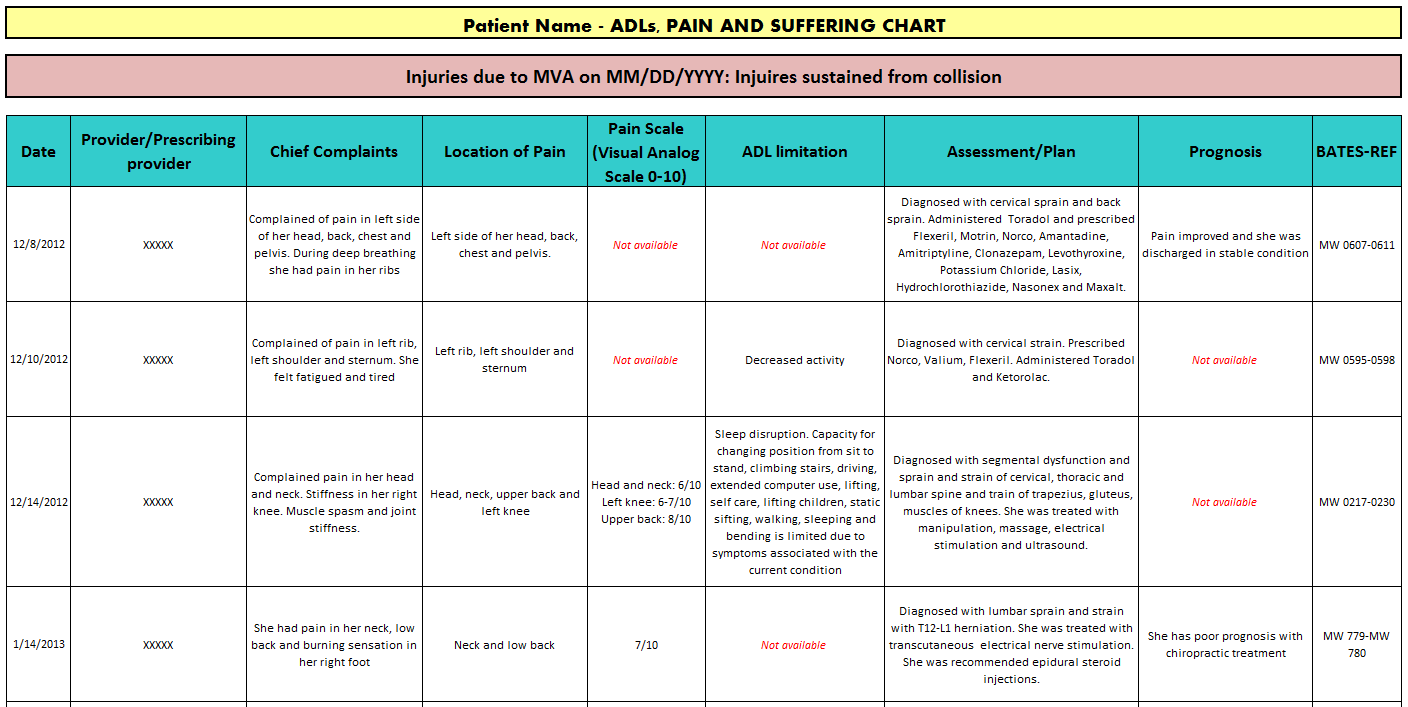 Patient Name - ADLs, PAIN AND SUFFERING CHART
Injuries due to MVA on MM/DD/YYYY: Injuires sustained from collision
Date
Provider/Prescribing
provider
Chief Complaints
Location of Pain
Pain Scale
(Visual Analog
Scale 0-10)
ADL limitation
Assessment/Plan
Prognosis
BATES-REF
12/8/2012
XXXXX
Complained of pain in left side
of her head, back, chest and
pelvis. During deep breathing
she had pain in her ribs
Left side of her head, back,
chest and pelvis.
Not available
Not available
Diagnosed with cervical sprain and back
sprain. Administered Toradol and prescribed
Flexeril, Motrin, Norco, Amantadine,
Amitriptyline, Clonazepam, Levothyroxine,
Potassium Chloride, Lasix,
Hydrochlorothiazide, Nasonex and Maxalt.
Pain improved and she was
discharged in stable condition
MW 0607-0611
12/10/2012
XXXXX
Complained of pain in left rib,
left shoulder and sternum. She
felt fatigued and tired
Left rib, left shoulder and
sternum
Not available
Decreased activity
Diagnosed with cervical strain. Prescribed
Norco, Valium, Flexeril. Administered Toradol
and Ketorolac.
Not available
MW 0595-0598
12/14/2012
XXXXX
Complained pain in her head
and neck. Stiffness in her right
knee. Muscle spasm and joint
stiffness.
Head, neck, upper back and
left knee
Head and neck: 6/10
Left knee: 6-7/10
Upper back: 8/10
Sleep disruption. Capacity for
changing position from sit to
stand, climbing stairs, driving,
extended computer use, lifting,
self care, lifting children, static
sifting, walking, sleeping and
bending is limited due to
symptoms associated with the
current condition
Diagnosed with segmental dysfunction and
sprain and strain of cervical, thoracic and
lumbar spine and train of trapezius, gluteus,
muscles of knees. She was treated with
manipulation, massage, electrical
stimulation and ultrasound.
Not available
MW 0217-0230
1/14/2013
XXXXX
She had pain in her neck, low
back and burning sensation in
her right foot
Neck and low back
7/10
Not available
Diagnosed with lumbar sprain and strain
with T12-L1 herniation. She was treated with
transcutaneous electrical nerve stimulation.
She was recommended epidural steroid
injections.
She has poor prognosis with
chiropractic treatment
MW 779-MW
780